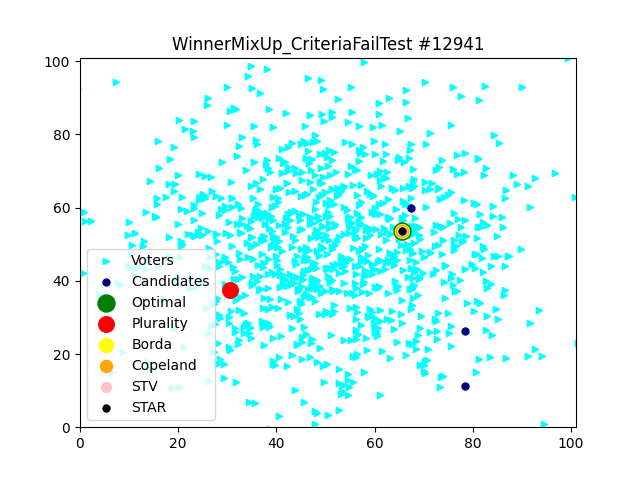 WinnerMixUp_CriteriaFailTest #12941
100
80
60
40
20
0
Voters
Candidates
Optimal
Plurality
Borda
Copeland
STV
STAR
0 20 40 60 80 100